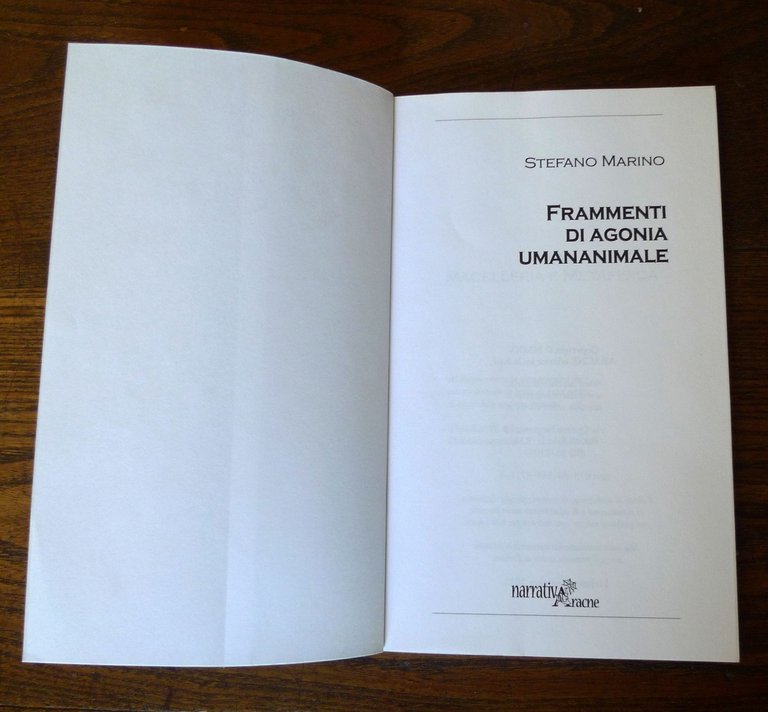 STEFANO MARINO
FRAMMENTI
DI AGONIA
UMANANIMALE
narrativAracne